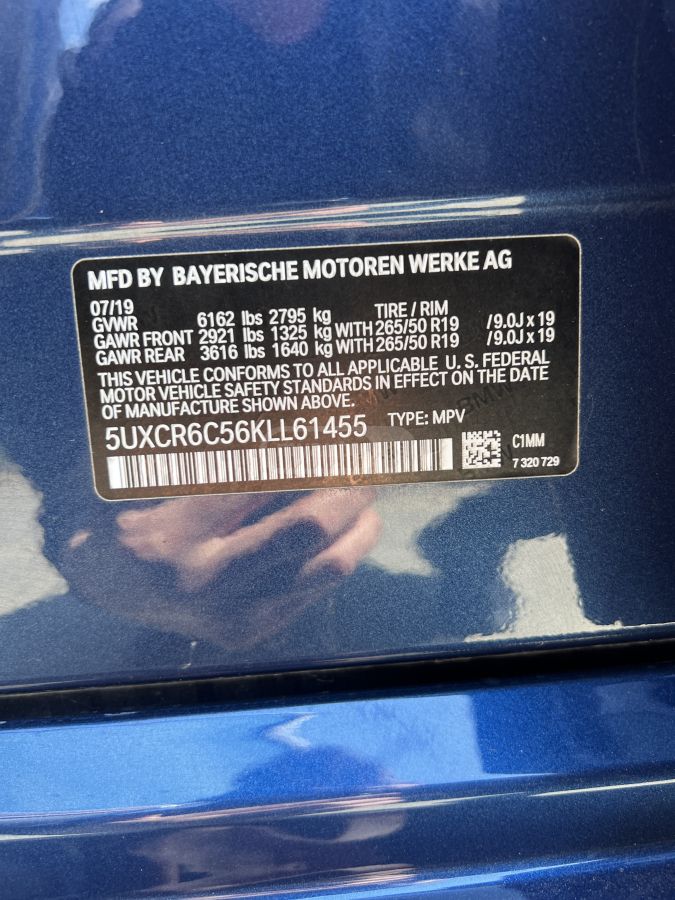 MFD BY BAYERISCHE MOTOREN WERKE AG
07/19
GVWR 6162 lbs 2795 kg TIRE / RIM
GAWR FRONT 2921 lbs 1325 kg WITH 265/50 R19 /9.0J x 19
GAWR REAR 3616 lbs 1640 kg WITH 265/50 R19 /9.0J x 19
THIS VEHICLE CONFORMS TO ALL APPLICABLE U. S. FEDERAL
MOTOR VEHICLE SAFETY STANDARDS IN EFFECT ON THE DATE
OF MANUFACTURE SHOWN ABOVE.
5UXCR6C56KLL61455 TYPE: MPV
C1MM
7 320 729